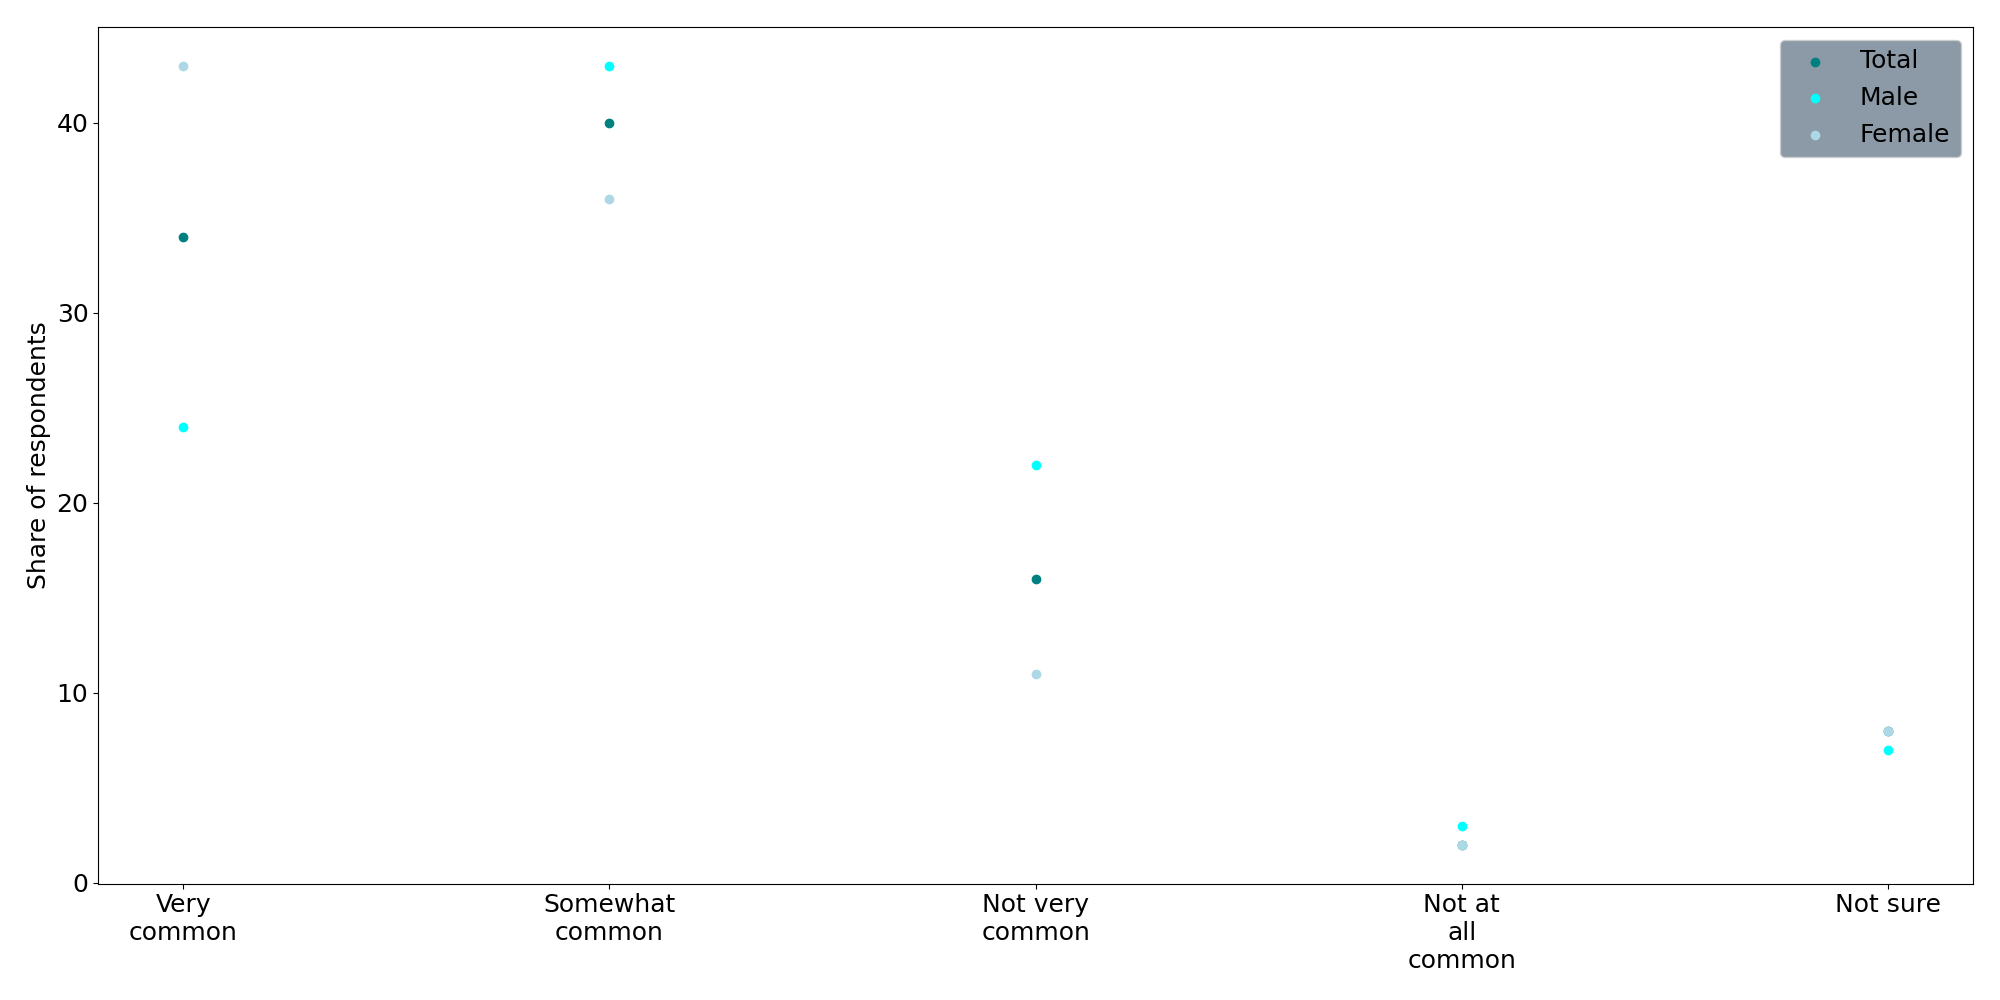 Total
Male
Female
Share of respondents
40
30
20
10
0
Very
common
Somewhat
common
Not very
common
Not at
all
common
Not sure